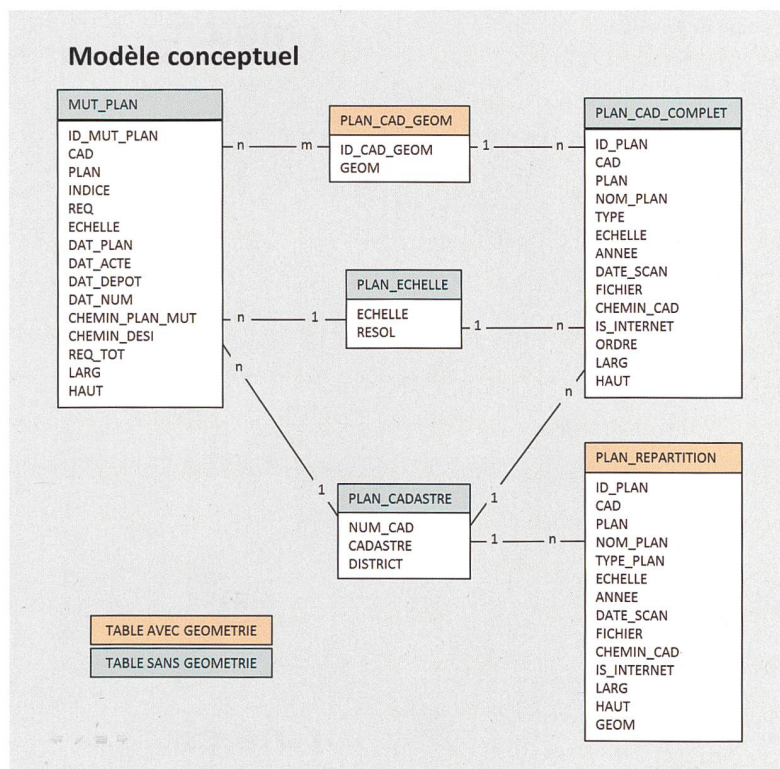 Modèle conceptuel
MUT_PLAN
ID_MUT_PLAN
CAD
PLAN
INDICE
REQ
ECHELLE
DAT_PLAN
DAT_ACTE
DAT_DEPOT
DAT_NUM
CHEMIN_PLAN_MUT
CHEMIN_DESI
REQ_TOT
LARG
HAUT
n
m
PLAN_CAD_GEOM
ID_CAD_GEOM
GEOM
1
n
PLAN_CAD_COMPLET
ID_PLAN
CAD
PLAN
NOM_PLAN
TYPE
ECHELLE
ANNEE
DATE_SCAN
FICHIER
CHEMIN_CAD
IS_INTERNET
ORDRE
LARG
HAUT
n
1
PLAN_ECHELLE
ECHELLE
RESOL
1
n
n
1
PLAN_CADASTRE
NUM_CAD
CADASTRE
DISTRICT
n
1
1
n
PLAN_REPARTITION
ID_PLAN
CAD
PLAN
NOM_PLAN
TYPE_PLAN
ECHELLE
ANNEE
DATE_SCAN
FICHIER
CHEMIN_CAD
IS_INTERNET
LARG
HAUT
GEOM
TABLE AVEC GEOMETRIE
TABLE SANS GEOMETRIE